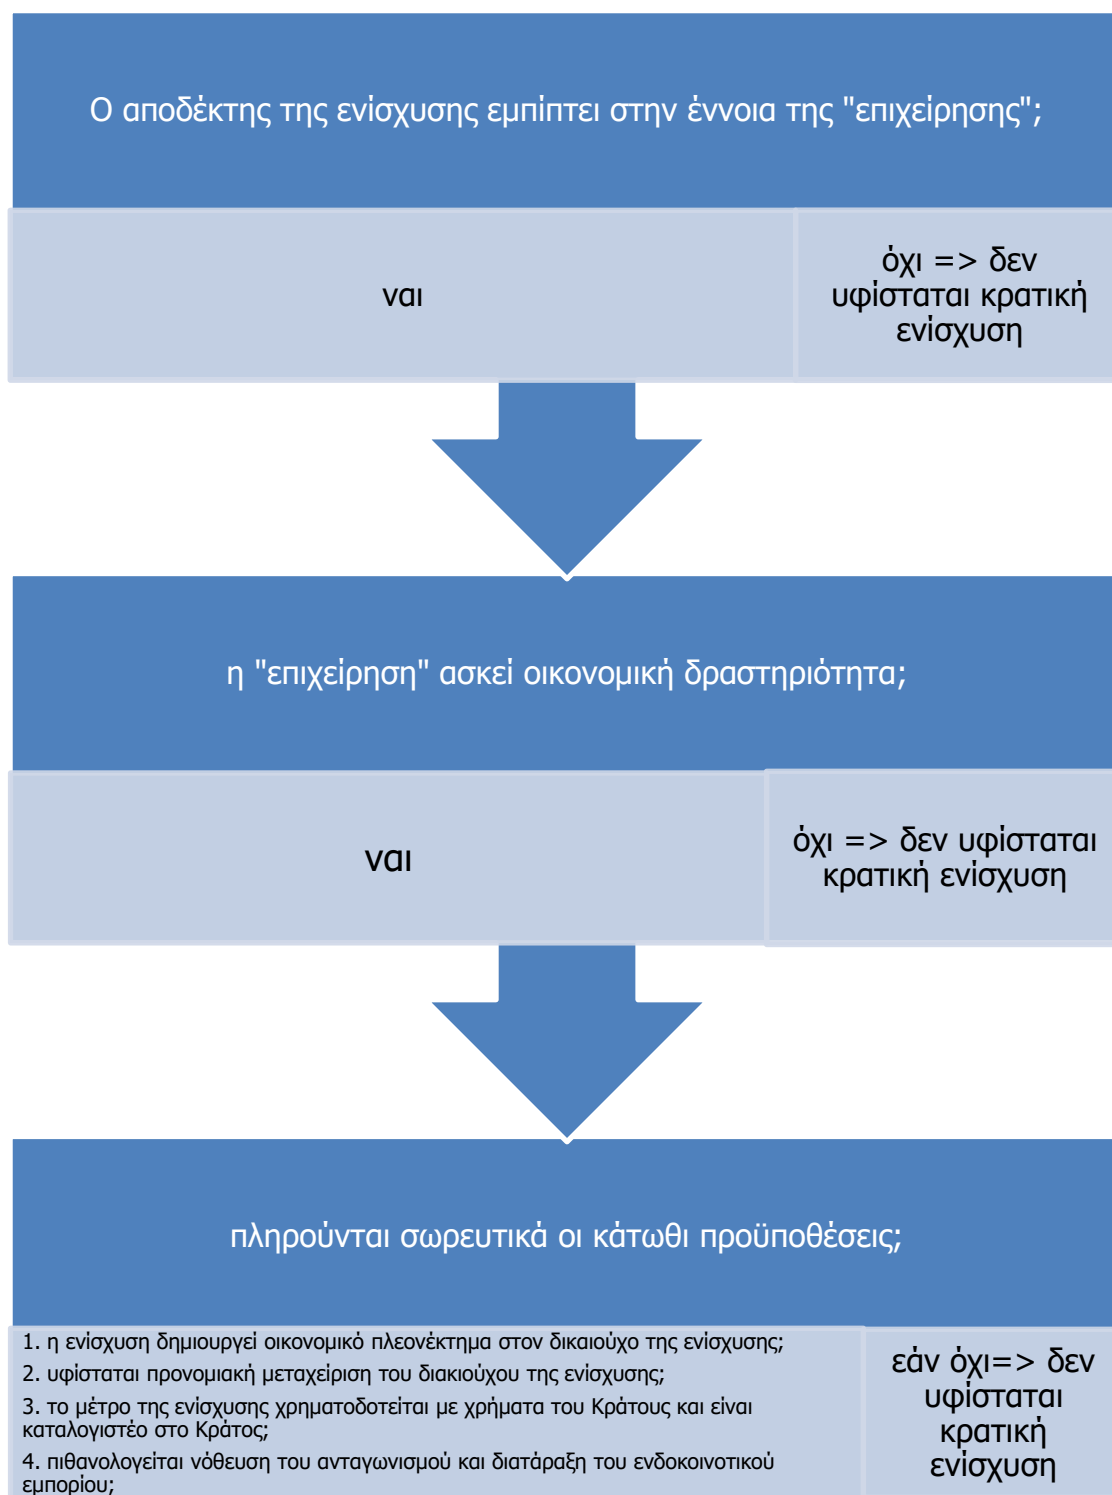 Ο αποδέκτης της ενίσχυσης εμπίπτει στην έννοια της "επιχείρησης";
ναι
όχι => δεν
υφίσταται κρατική
ενίσχυση
η "επιχείρηση" ασκεί οικονομική δραστηριότητα;
ναι
όχι => δεν υφίσταται
κρατική ενίσχυση
πληρούνται σωρευτικά οι κάτωθι προϋποθέσεις;
1. η ενίσχυση δημιουργεί οικονομικό πλεονέκτημα στον δικαιούχο της ενίσχυσης;
2. υφίσταται προνομιακή μεταχείριση του διακιούχου της ενίσχυσης;
3. το μέτρο της ενίσχυσης χρηματοδοτείται με χρήματα του Κράτους και είναι
καταλογιστέο στο Κράτος;
4. πιθανολογείται νόθευση του ανταγωνισμού και διατάραξη του ενδοκοινοτικού
εμπορίου;
εάν όχι=> δεν
υφίσταται
κρατική
ενίσχυση